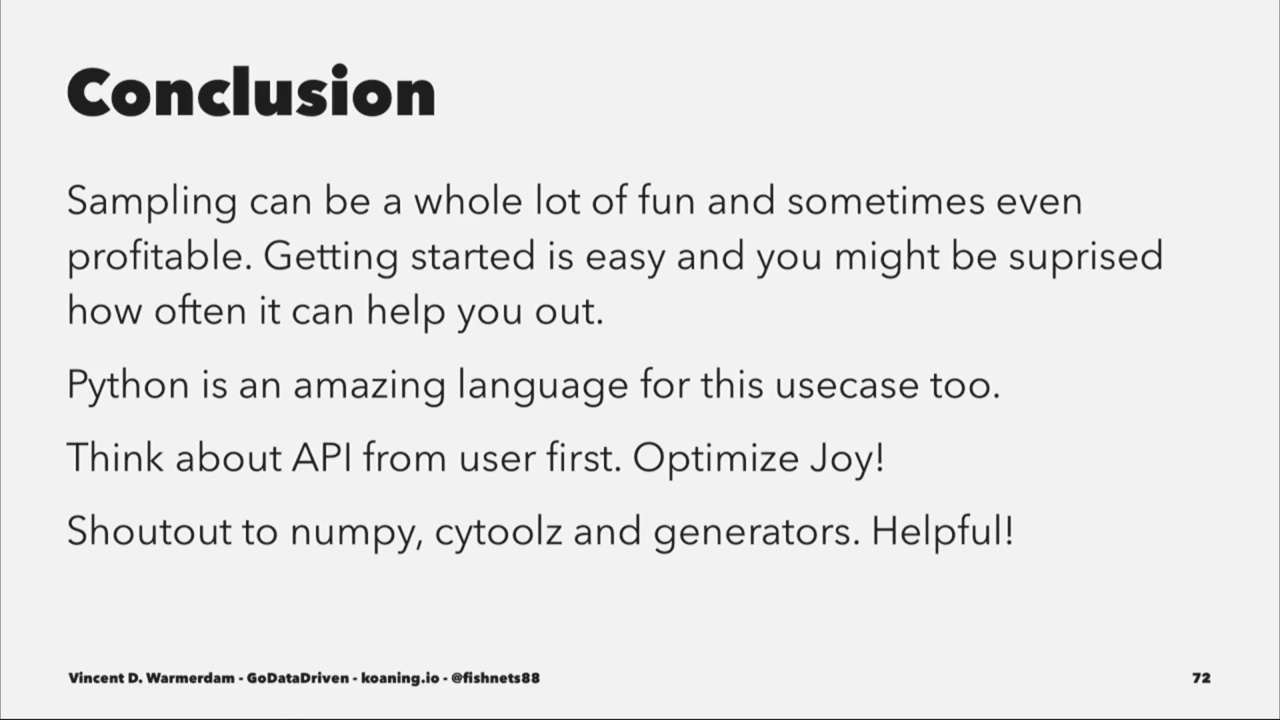 Conclusion
Sampling can be a whole lot of fun and sometimes even
profitable. Getting started is easy and you might be suprised
how often it can help you out.
Python is an amazing language for this usecase too.
Think about API from user first. Optimize Joy!
Shoutout to numpy, cytoolz and generators. Helpful!
Vincent D. Warmerdam - GoDataDriven - koaning.io - @fishnets88
72